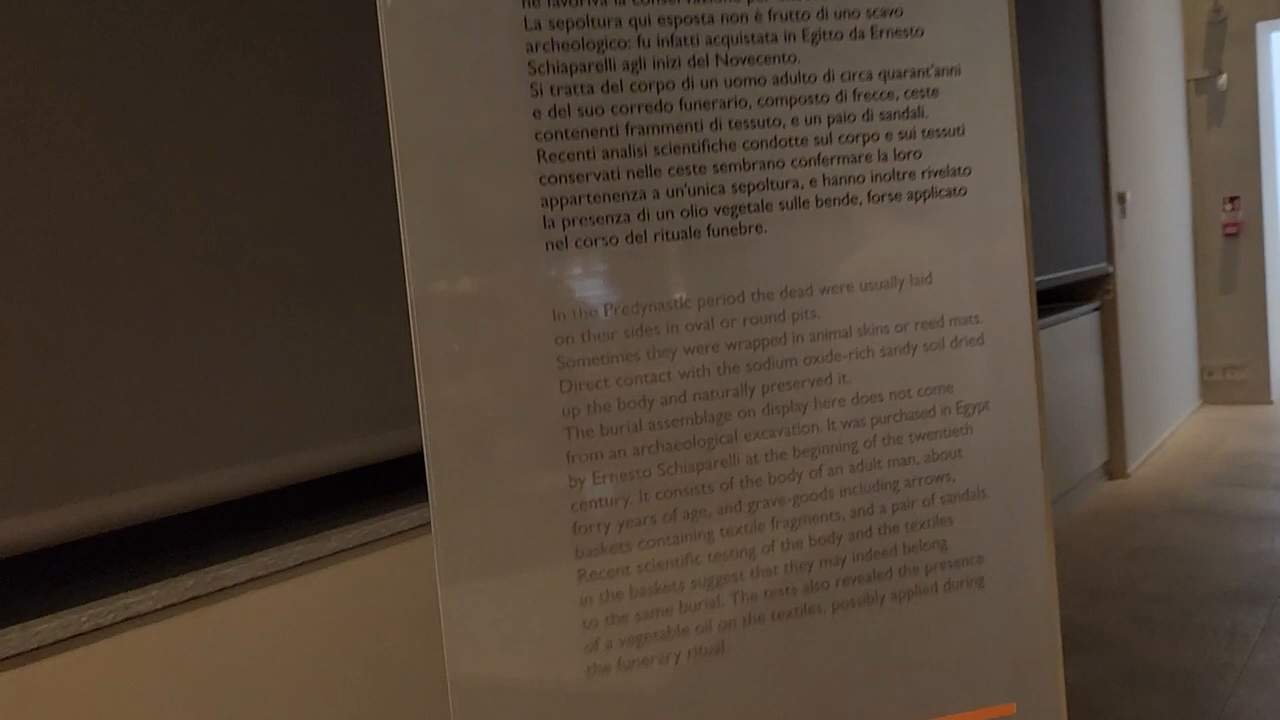 ne favoriva la conservazione per
La sepoltura qui esposta non è frutto di uno scavo
archeologico: fu infatti acquistata in Egitto da Ernesto
Schiaparelli agli inizi del Novecento.
Si tratta del corpo di un uomo adulto di circa quarant'anni
e del suo corredo funerario, composto di frecce, ceste
contenenti frammenti di tessuto, e un paio di sandali.
Recenti analisi scientifiche condotte sul corpo e sui tessuti
conservati nelle ceste sembrano confermare la loro
appartenenza a un'unica sepoltura, e hanno inoltre rivelato
la presenza di un olio vegetale sulle bende, forse applicato
nel corso del rituale funebre.
In the Predynastic period the dead were usually laid
on their sides in oval or round pits.
Sometimes they were wrapped in animal skins or reed mats.
Direct contact with the sodium oxide-rich sandy soil dried
up the body and naturally preserved it.
The burial assemblage on display here does not come
from an archaeological excavation. It was purchased in Egypt
by Ernesto Schiaparelli at the beginning of the twentieth
century. It consists of the body of an adult man, about
forty years of age, and grave-goods including arrows,
baskets containing textile fragments, and a pair of sandals.
Recent scientific testing of the body and the textiles
in the baskets suggest that they may indeed belong
to the same burial. The tests also revealed the presence
of a vegetable oil on the textiles, possibly applied during
the funerary ritual.